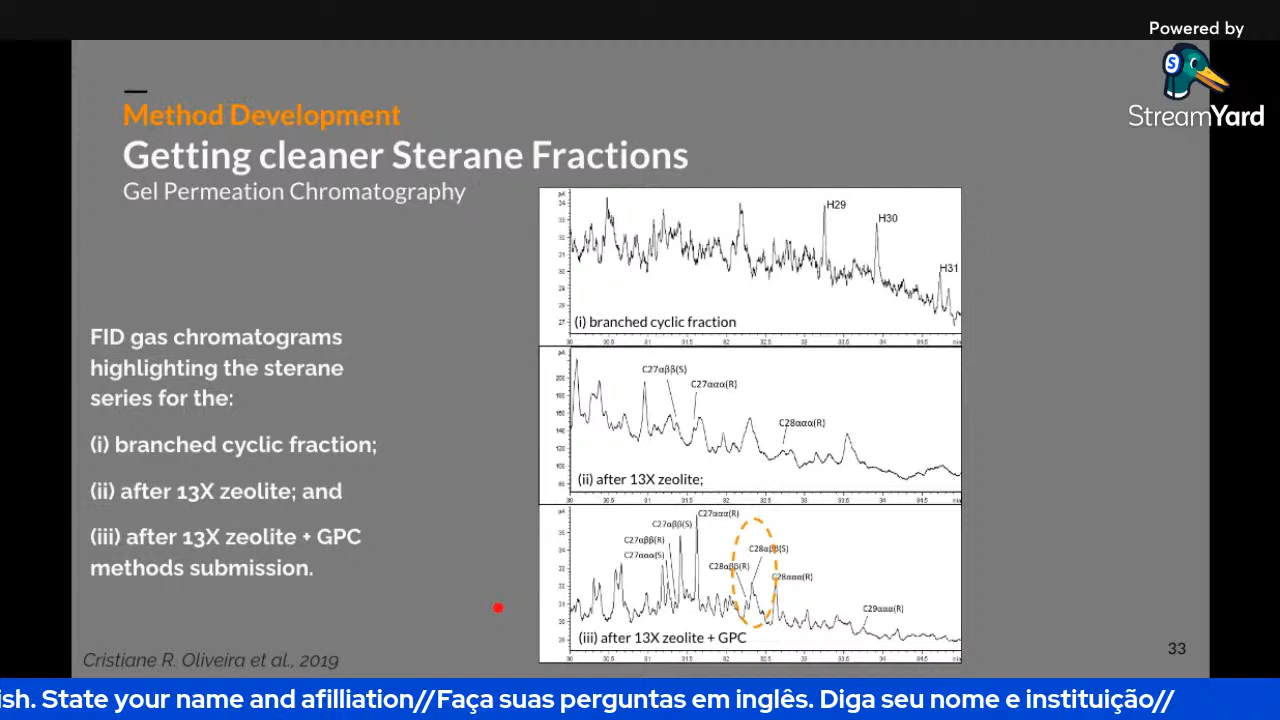 Powered by
StreamYard
Method Development
Getting cleaner Sterane Fractions
Gel Permeation Chromatography
FID gas chromatograms
highlighting the sterane
series for the:
(i) branched cyclic fraction;
(ii) after 13X zeolite; and
(iii) after 13X zeolite + GPC
methods submission.
H29
H30
H31
(i) branched cyclic fraction
C27αββ(S)
C27ααα(R)
C28ααα(R)
(ii) after 13X zeolite;
C27ααα(R)
C27αββ(S)
C27αββ(R)
C27ααα(S)
C28αββ(S)
C28αββ(R)
C28ααα(R)
C29ααα(R)
(iii) after 13X zeolite + GPC
Cristiane R. Oliveira et al., 2019
33
ish. State your name and afilliation//Faça suas perguntas em inglês. Diga seu nome e instituição//